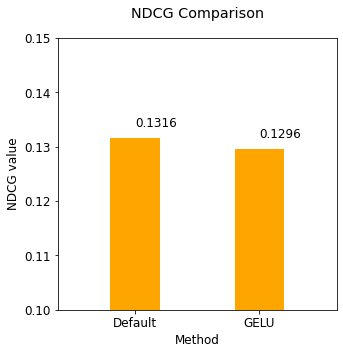 NDCG Comparison
0.15
0.14
0.13
0.12
0.11
0.10
NDCG value
0.1316
0.1296
Default
GELU
Method